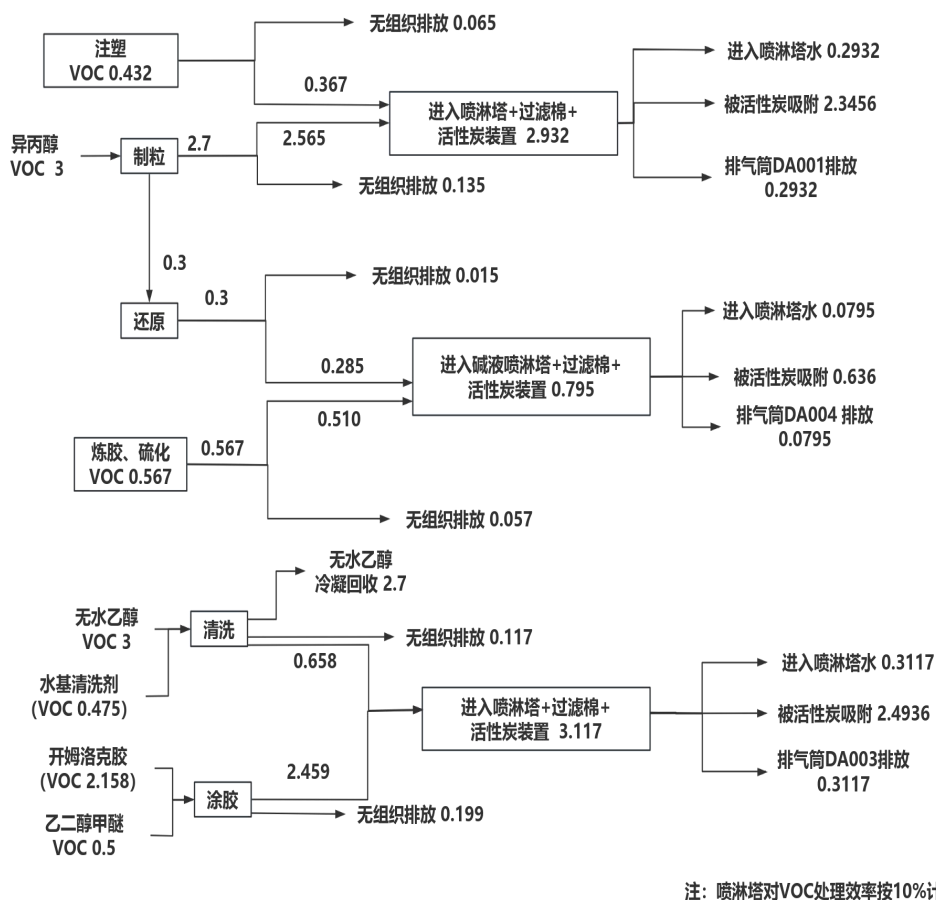 无组织排放 0.065
注塑
VOC 0.432
进入喷淋塔水 0.2932
0.367
被活性炭吸附 2.3456
进入喷淋塔+过滤棉+
活性炭装置 2.932
异丙醇
VOC 3
制粒
2.7
2.565
排气筒DA001排放
0.2932
无组织排放 0.135
0.3
无组织排放 0.015
还原
0.3
进入喷淋塔水 0.0795
0.285
进入碱液喷淋塔+过滤棉+
活性炭装置 0.795
被活性炭吸附 0.636
0.510
排气筒DA004 排放
0.0795
炼胶、硫化
VOC 0.567
0.567
无组织排放 0.057
无水乙醇
冷凝回收 2.7
无水乙醇
VOC 3
清洗
无组织排放 0.117
0.658
水基清洗剂
(VOC 0.475)
进入喷淋塔水 0.3117
进入喷淋塔+过滤棉+
活性炭装置 3.117
被活性炭吸附 2.4936
开姆洛克胶
(VOC 2.158)
2.459
排气筒DA003排放
0.3117
涂胶
无组织排放 0.199
乙二醇甲醚
VOC 0.5
注：喷淋塔对VOC处理效率按10%计